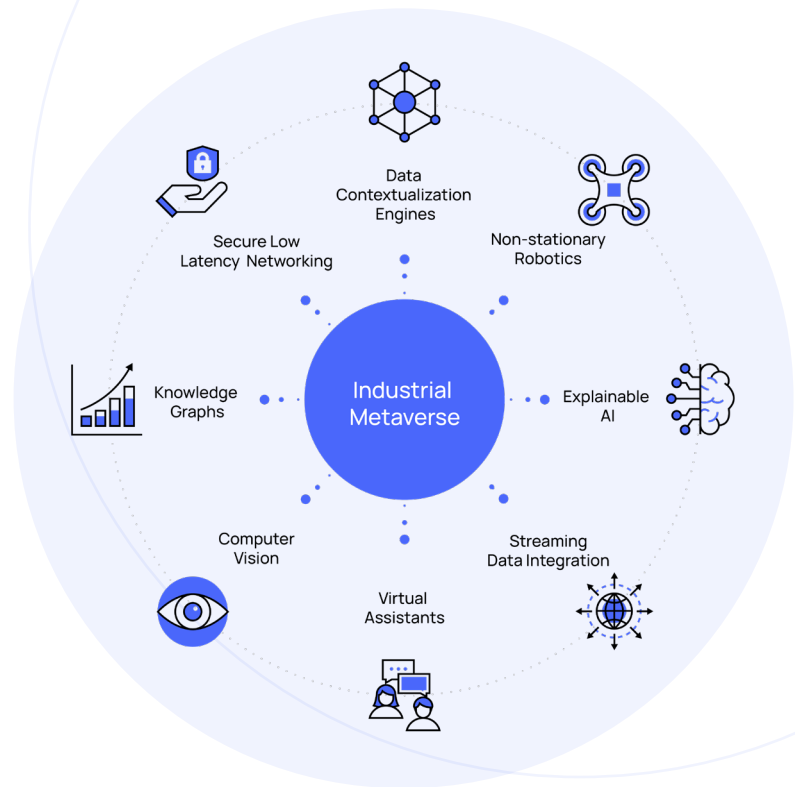 Data
Contextualization
Engines
Non-stationary
Robotics
Secure Low
Latency Networking
Industrial
Metaverse
Knowledge
Graphs
Explainable
AI
Computer
Vision
Streaming
Data Integration
Virtual
Assistants